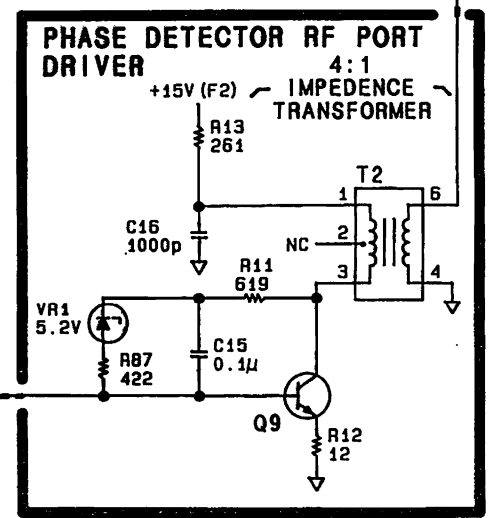 PHASE DETECTOR RF PORT
DRIVER
4:1
+15V (F2)
IMPEDENCE
TRANSFORMER
R13
261
T2
1
6
C16
1000p
2
NC
R11
619
3
4
VR1
5.2V
C15
0.1µ
R87
422
Q9
R12
12